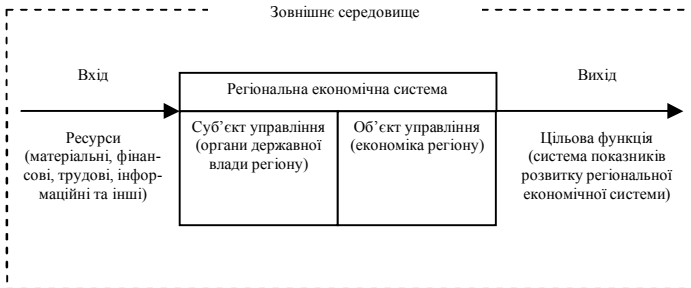 Зовнішнє середовище
Вхід
Ресурси
(матеріальні, фінан-
сові, трудові, інфор-
маційні та інші)
Регіональна економічна система
Суб’єкт управління
(органи державної
влади регіону)
Об’єкт управління
(економіка регіону)
Вихід
Цільова функція
(система показників
розвитку регіональної
економічної системи)